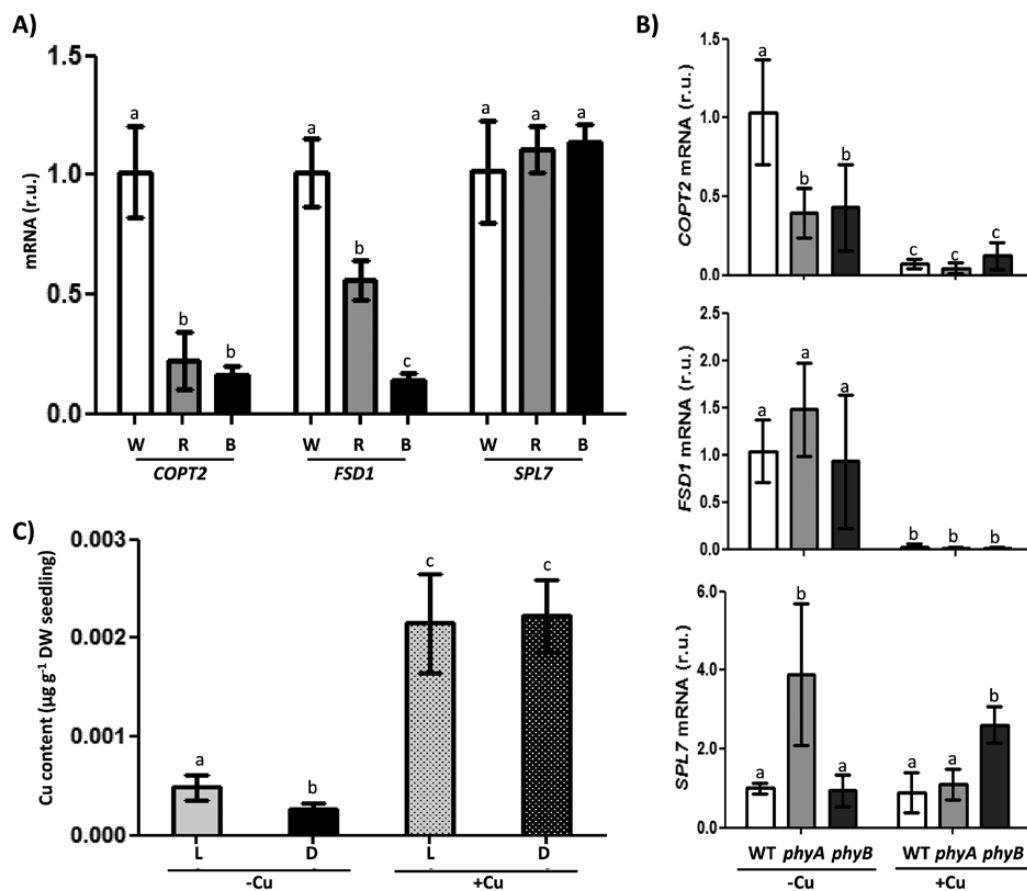 A)
mRNA (r.u.)
1.5
1.0
0.5
0.0
a b b a b c a a a
W R B W R B W R B
COPT2 FSD1 SPL7
B)
COPT2 mRNA (r.u.)
1.5
1.0
0.5
0.0
a b b c c c
FSD1 mRNA (r.u.)
2.5
2.0
1.5
1.0
0.5
0.0
a a a b b b
SPL7 mRNA (r.u.)
6.0
4.0
2.0
0.0
a b a a a b
WT phyA phyB WT phyA phyB
-Cu +Cu
C)
Cu content (µg g-1 DW seedling)
0.003
0.002
0.001
0.000
a b c c
L D L D
-Cu +Cu